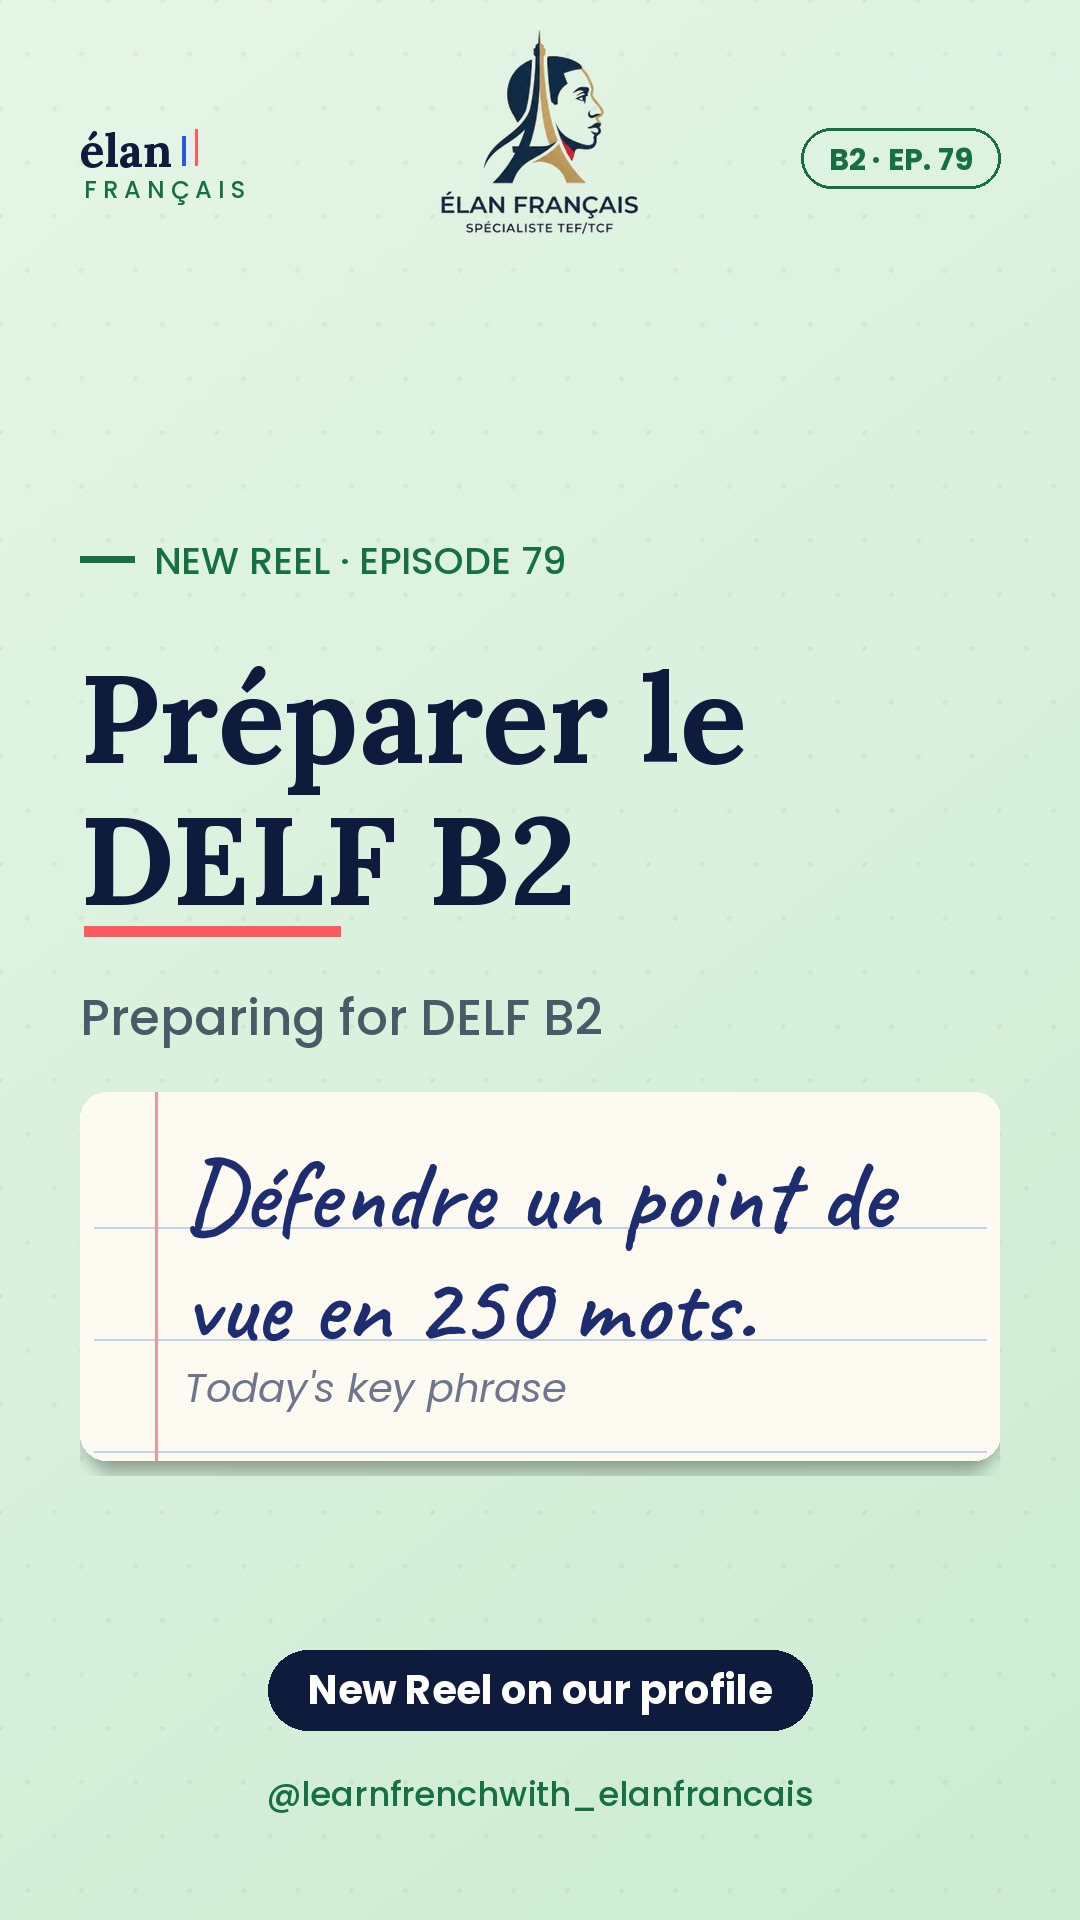 élan
FRANÇAIS
ÉLAN FRANÇAIS
SPÉCIALISTE TEF/TCF
B2 · EP. 79
NEW REEL · EPISODE 79
Préparer le
DELF B2
Preparing for DELF B2
Défendre un point de
vue en 250 mots.
Today's key phrase
New Reel on our profile
@learnfrenchwith_elanfrancais